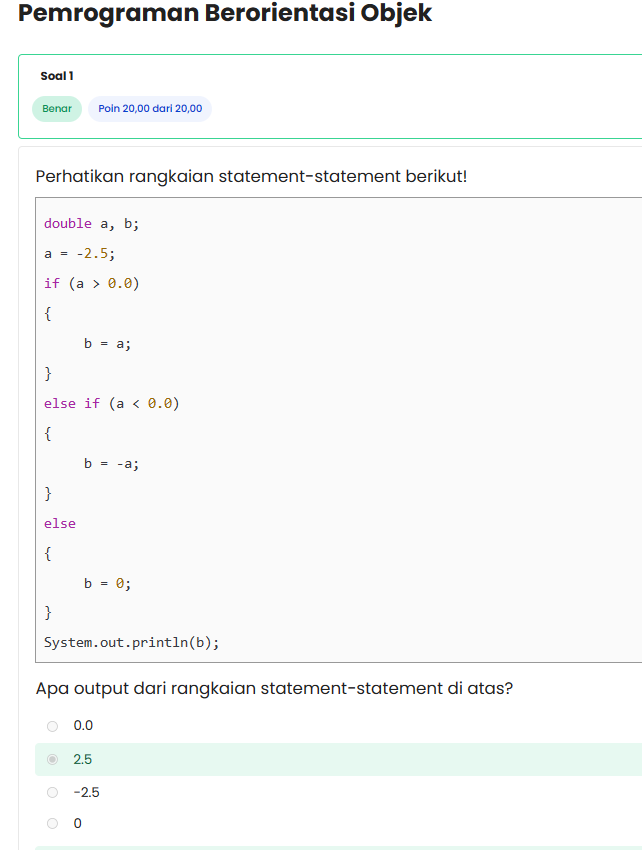 Pemrograman Berorientasi Objek
Soal 1
Benar
Poin 20,00 dari 20,00
Perhatikan rangkaian statement-statement berikut!
double a, b;
a = -2.5;
if (a > 0.0)
{
b = a;
}
else if (a < 0.0)
{
b = -a;
}
else
{
b = 0;
}
System.out.println(b);
Apa output dari rangkaian statement-statement di atas?
0.0
2.5
-2.5
0